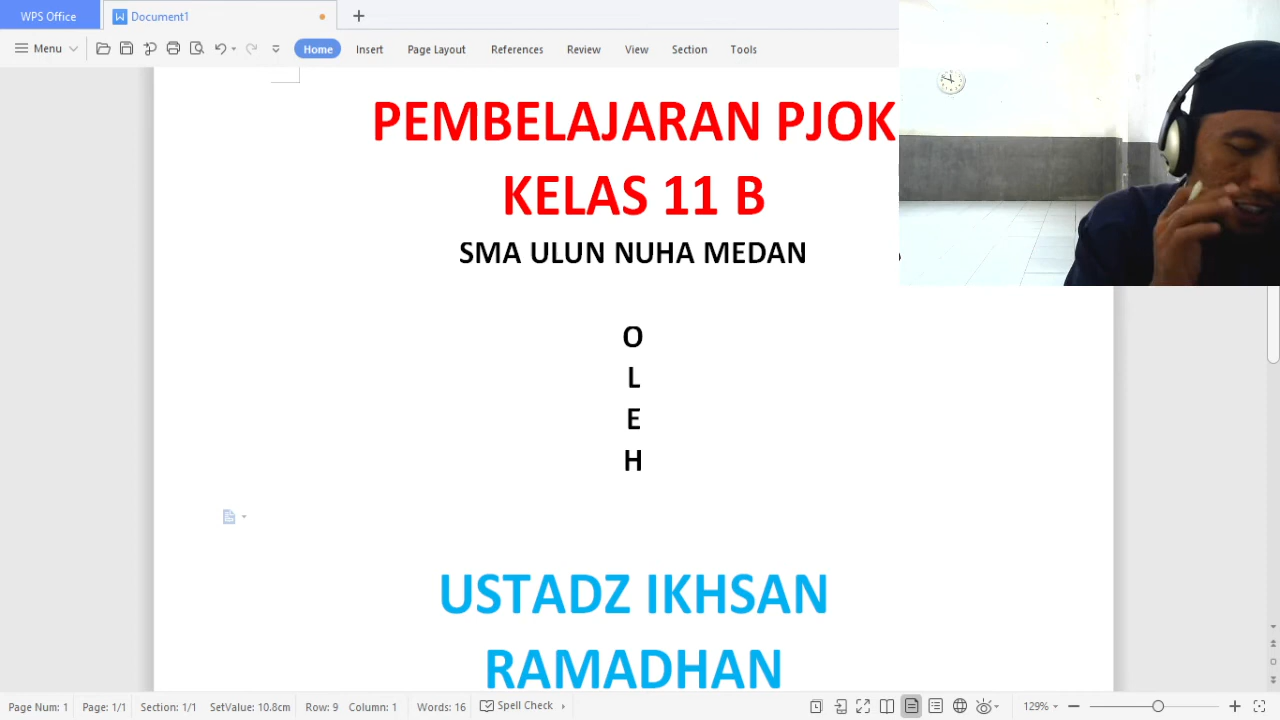 WPS Office
Document1
Menu
Home
Insert
Page Layout
References
Review
View
Section
Tools
PEMBELAJARAN PJOK
KELAS 11 B
SMA ULUN NUHA MEDAN
O
L
E
H
USTADZ IKHSAN
RAMADHAN
Page Num: 1
Page: 1/1
Section: 1/1
SetValue: 10.8cm
Row: 9
Column: 1
Words: 16
Spell Check
129%